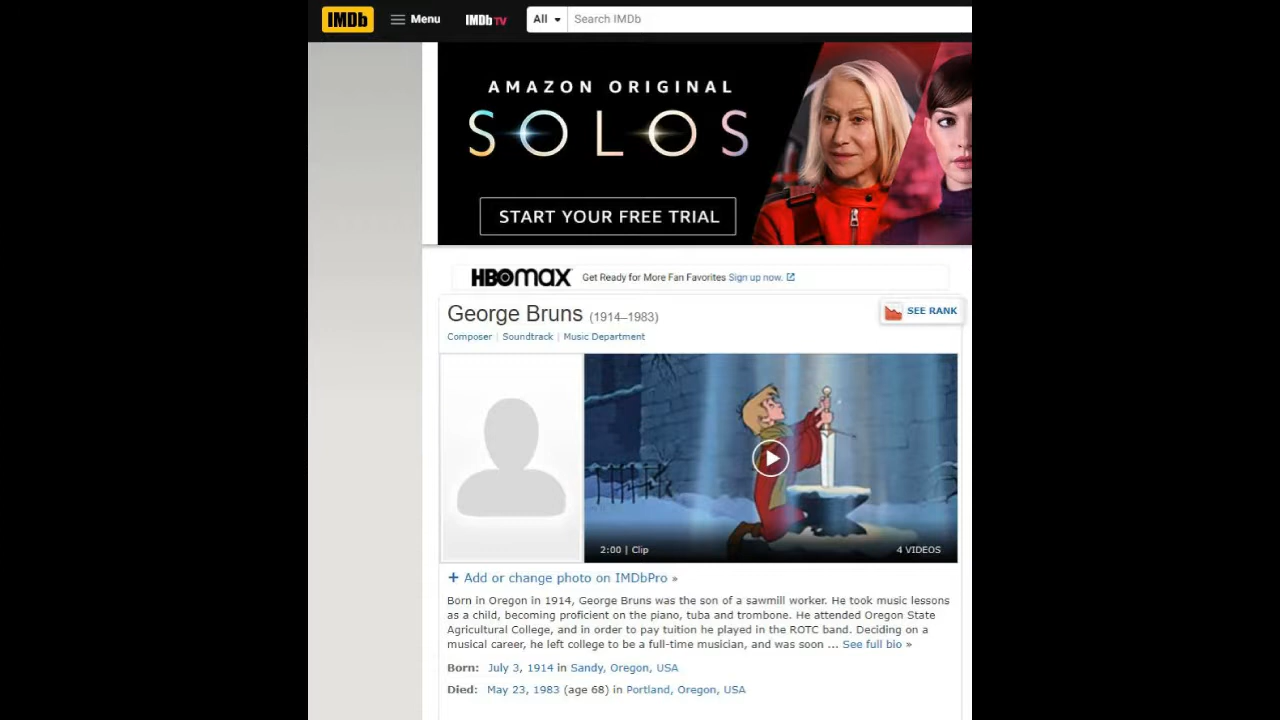 IMDb Menu IMDb TV All Search IMDb
AMAZON ORIGINAL
SOLOS
START YOUR FREE TRIAL
HBOMAX Get Ready for More Fan Favorites Sign up now.
George Bruns (1914–1983) SEE RANK
Composer | Soundtrack | Music Department
2:00 | Clip 4 VIDEOS
+ Add or change photo on IMDbPro »
Born in Oregon in 1914, George Bruns was the son of a sawmill worker. He took music lessons
as a child, becoming proficient on the piano, tuba and trombone. He attended Oregon State
Agricultural College, and in order to pay tuition he played in the ROTC band. Deciding on a
musical career, he left college to be a full-time musician, and was soon ... See full bio »
Born: July 3, 1914 in Sandy, Oregon, USA
Died: May 23, 1983 (age 68) in Portland, Oregon, USA